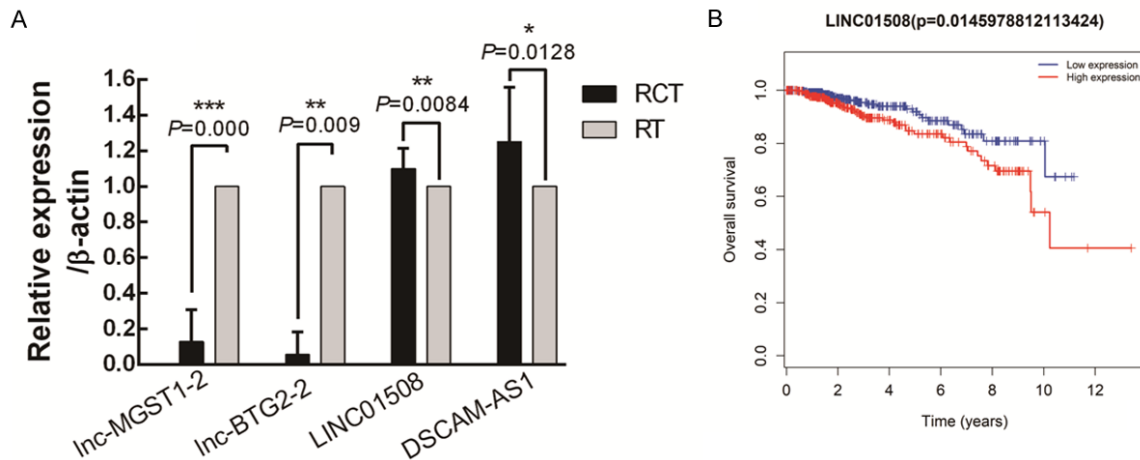 A
Relative expression
/β-actin
1.6
1.4
1.2
1.0
0.8
0.6
0.4
0.2
0.0
***
P=0.000
**
P=0.009
**
P=0.0084
*
P=0.0128
RCT
RT
lnc-MGST1-2
lnc-BTG2-2
LINC01508
DSCAM-AS1
B
LINC01508(p=0.0145978812113424)
Low expression
High expression
Overall survival
1.0
0.8
0.6
0.4
0.2
0.0
0 2 4 6 8 10 12
Time (years)